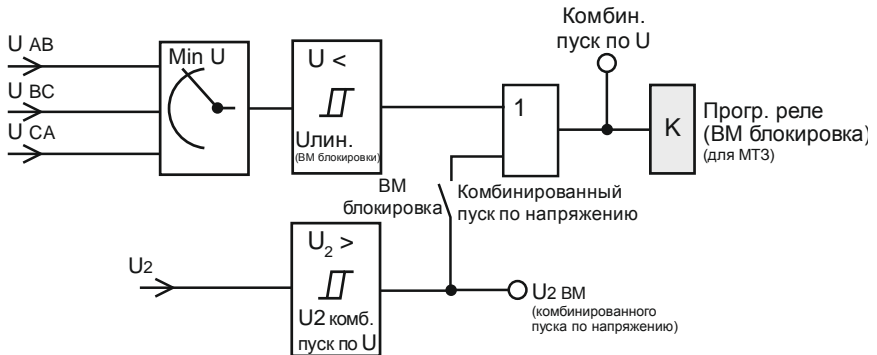 Комбин.
пуск по U
U AB
U BC
U CA
Min U
U <
Uлин.
(ВМ блокировки)
1
K
Прогр. реле
(ВМ блокировка)
(для МТЗ)
ВМ
блокировка
Комбинированный
пуск по напряжению
U2
U2 >
U2 комб.
пуск по U
U2 ВМ
(комбинированного
пуска по напряжению)